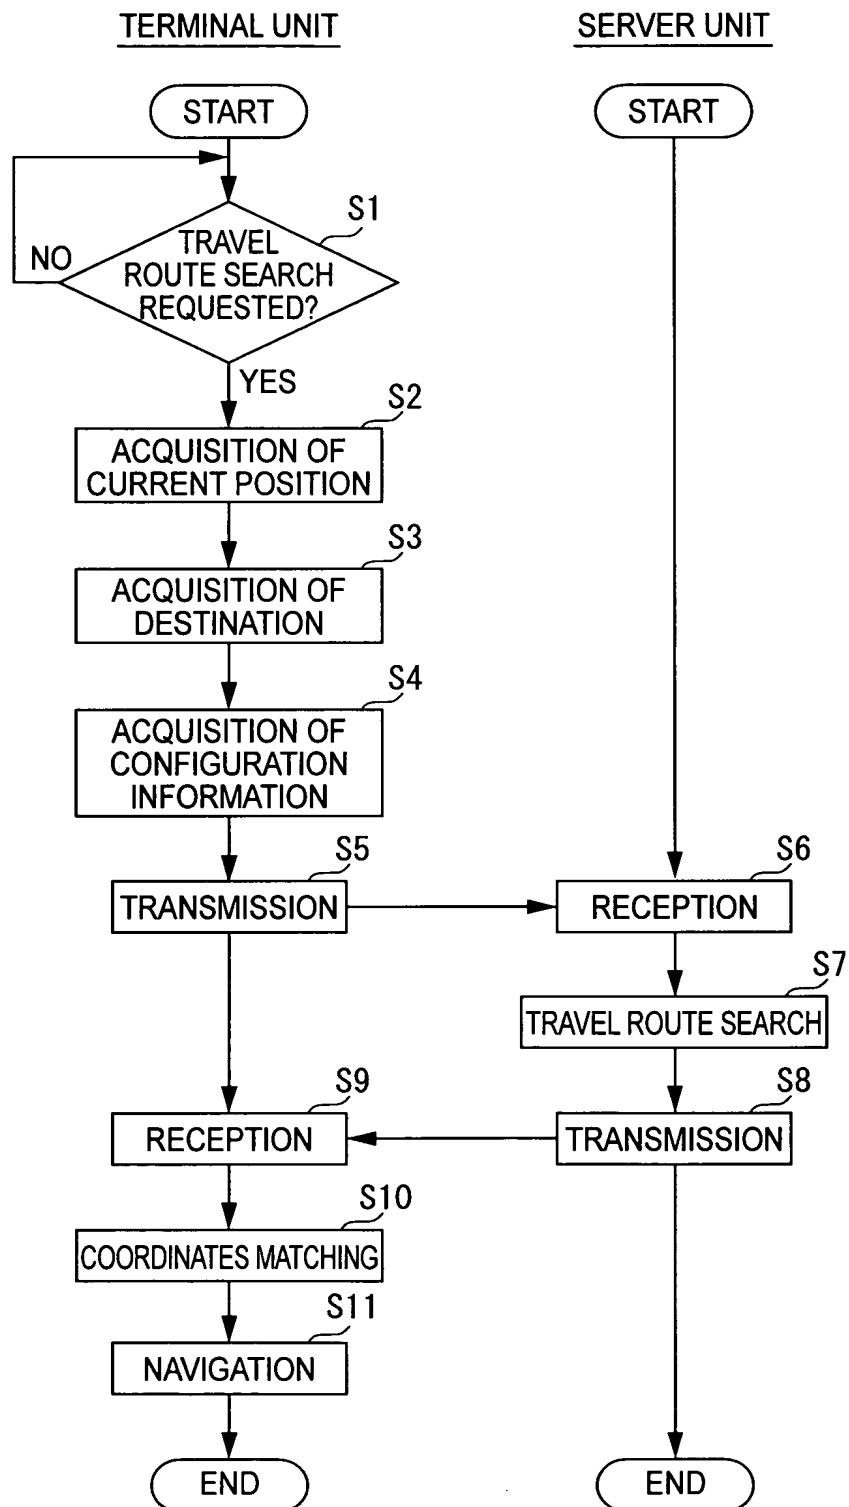 TERMINAL UNIT
SERVER UNIT
START
START
S1
TRAVEL
ROUTE SEARCH
REQUESTED?
NO
YES
S2
ACQUISITION OF
CURRENT POSITION
S3
ACQUISITION OF
DESTINATION
S4
ACQUISITION OF
CONFIGURATION
INFORMATION
S5
TRANSMISSION
S6
RECEPTION
S7
TRAVEL ROUTE SEARCH
S9
RECEPTION
S8
TRANSMISSION
S10
COORDINATES MATCHING
S11
NAVIGATION
END
END